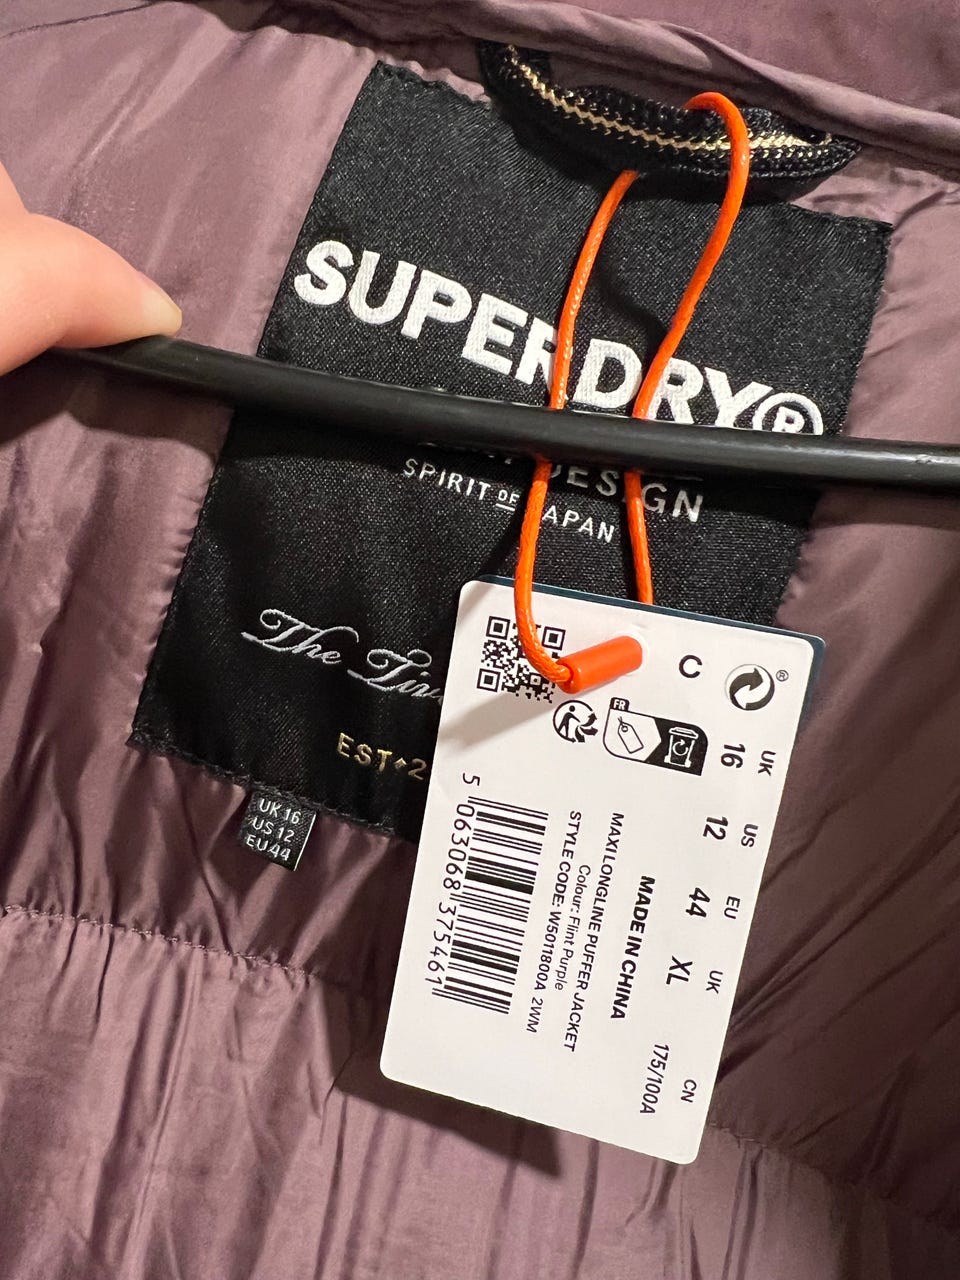 SUPERDRY®
DESIGN
SPIRIT OF JAPAN
The
EST
UK 16
US 12
EU 44
C
FR
UK US EU UK CN
16 12 44 XL 175/100A
MADE IN CHINA
MAXI LONGLINE PUFFER JACKET
Colour: Flint Purple
STYLE CODE: W5011800A 2WM
5 063068 375461